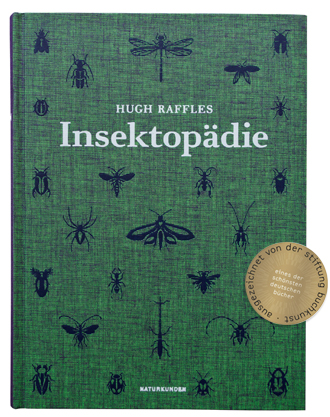 HUGH RAFFLES
Insektopädie
ausgezeichnet von der stiftung buchkunst ·
eines der
schönsten
deutschen
bücher
NATURKUNDEN